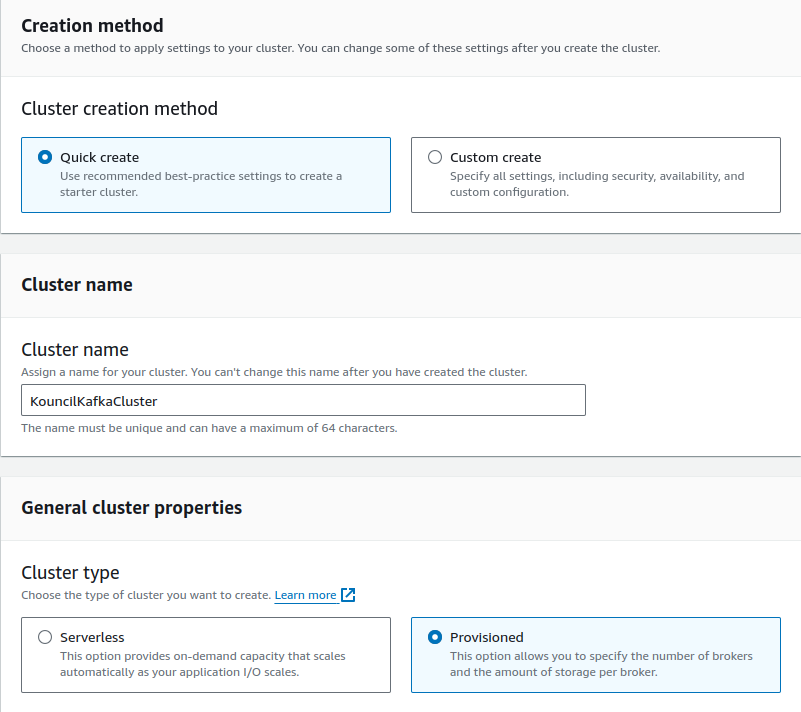 Creation method
Choose a method to apply settings to your cluster. You can change some of these settings after you create the cluster.
Cluster creation method
Quick create
Use recommended best-practice settings to create a
starter cluster.
Custom create
Specify all settings, including security, availability, and
custom configuration.
Cluster name
Cluster name
Assign a name for your cluster. You can't change this name after you have created the cluster.
KouncilKafkaCluster
The name must be unique and can have a maximum of 64 characters.
General cluster properties
Cluster type
Choose the type of cluster you want to create. Learn more
Serverless
This option provides on-demand capacity that scales
automatically as your application I/O scales.
Provisioned
This option allows you to specify the number of brokers
and the amount of storage per broker.